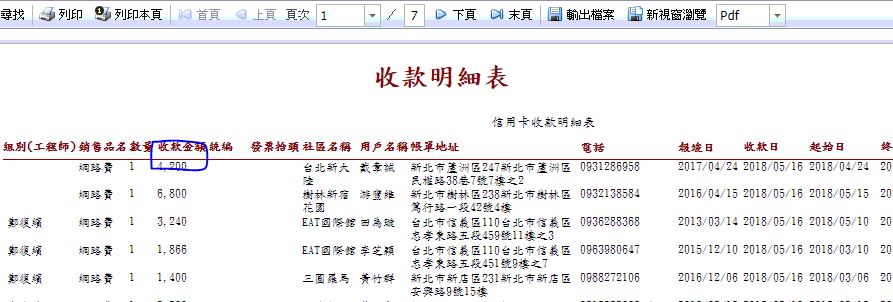 尋找 列印 列印本頁 首頁 上頁 頁次 1 / 7 下頁 末頁 輸出檔案 新視窗瀏覽 Pdf
收款明細表
信用卡收款明細表
組別(工程師) 銷售品名 數量 收款金額 統編 發票抬頭 社區名稱 用戶名稱 帳單地址 電話 報竣日 收款日 起始日 終
網路費 1 4,200 台北新大陸 戴章誠 新北市蘆洲區247新北市蘆洲區 0931286958 2017/04/24 2018/05/16 2018/04/24 20
民權路38巷7號7樓之2
網路費 1 6,800 樹林新宿花園 游璽維 新北市樹林區238新北市樹林區 0932138584 2016/04/15 2018/05/16 2018/05/15 20
篤行路一段42號4樓
鄭復績 網路費 1 3,240 EAT國際館 田為璇 台北市信義區110台北市信義區 0936288368 2013/03/14 2018/05/16 2018/05/10 20
忠孝東路五段459號11樓之3
鄭復績 網路費 1 1,866 EAT國際館 李芝穎 台北市信義區110台北市信義區 0963980647 2015/12/10 2018/05/16 2018/03/10 20
忠孝東路五段451號9樓之7
鄭復績 網路費 1 1,400 三圓羅馬 黃竹群 新北市新店區231新北市新店區 0988272106 2016/12/06 2018/05/16 2018/03/06 20
安興路9號15樓